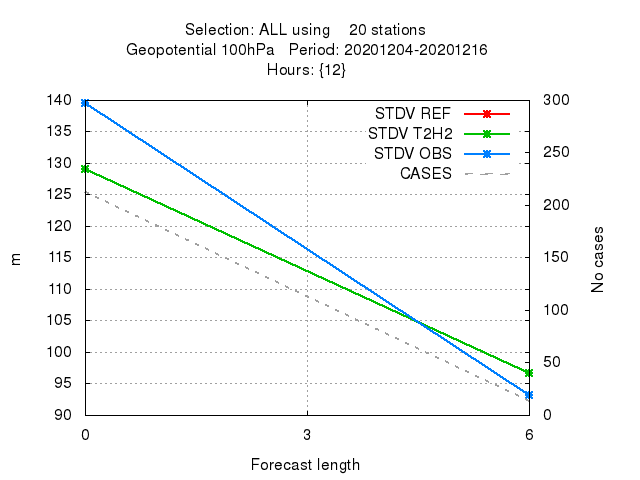 Selection: ALL using    20 stations
Geopotential 100hPa   Period: 20201204-20201216
Hours: {12}
140
135
130
125
120
115
110
105
100
95
90
m
STDV REF
STDV T2H2
STDV OBS
CASES
300
250
200
150
100
50
0
No cases
0 3 6
Forecast length